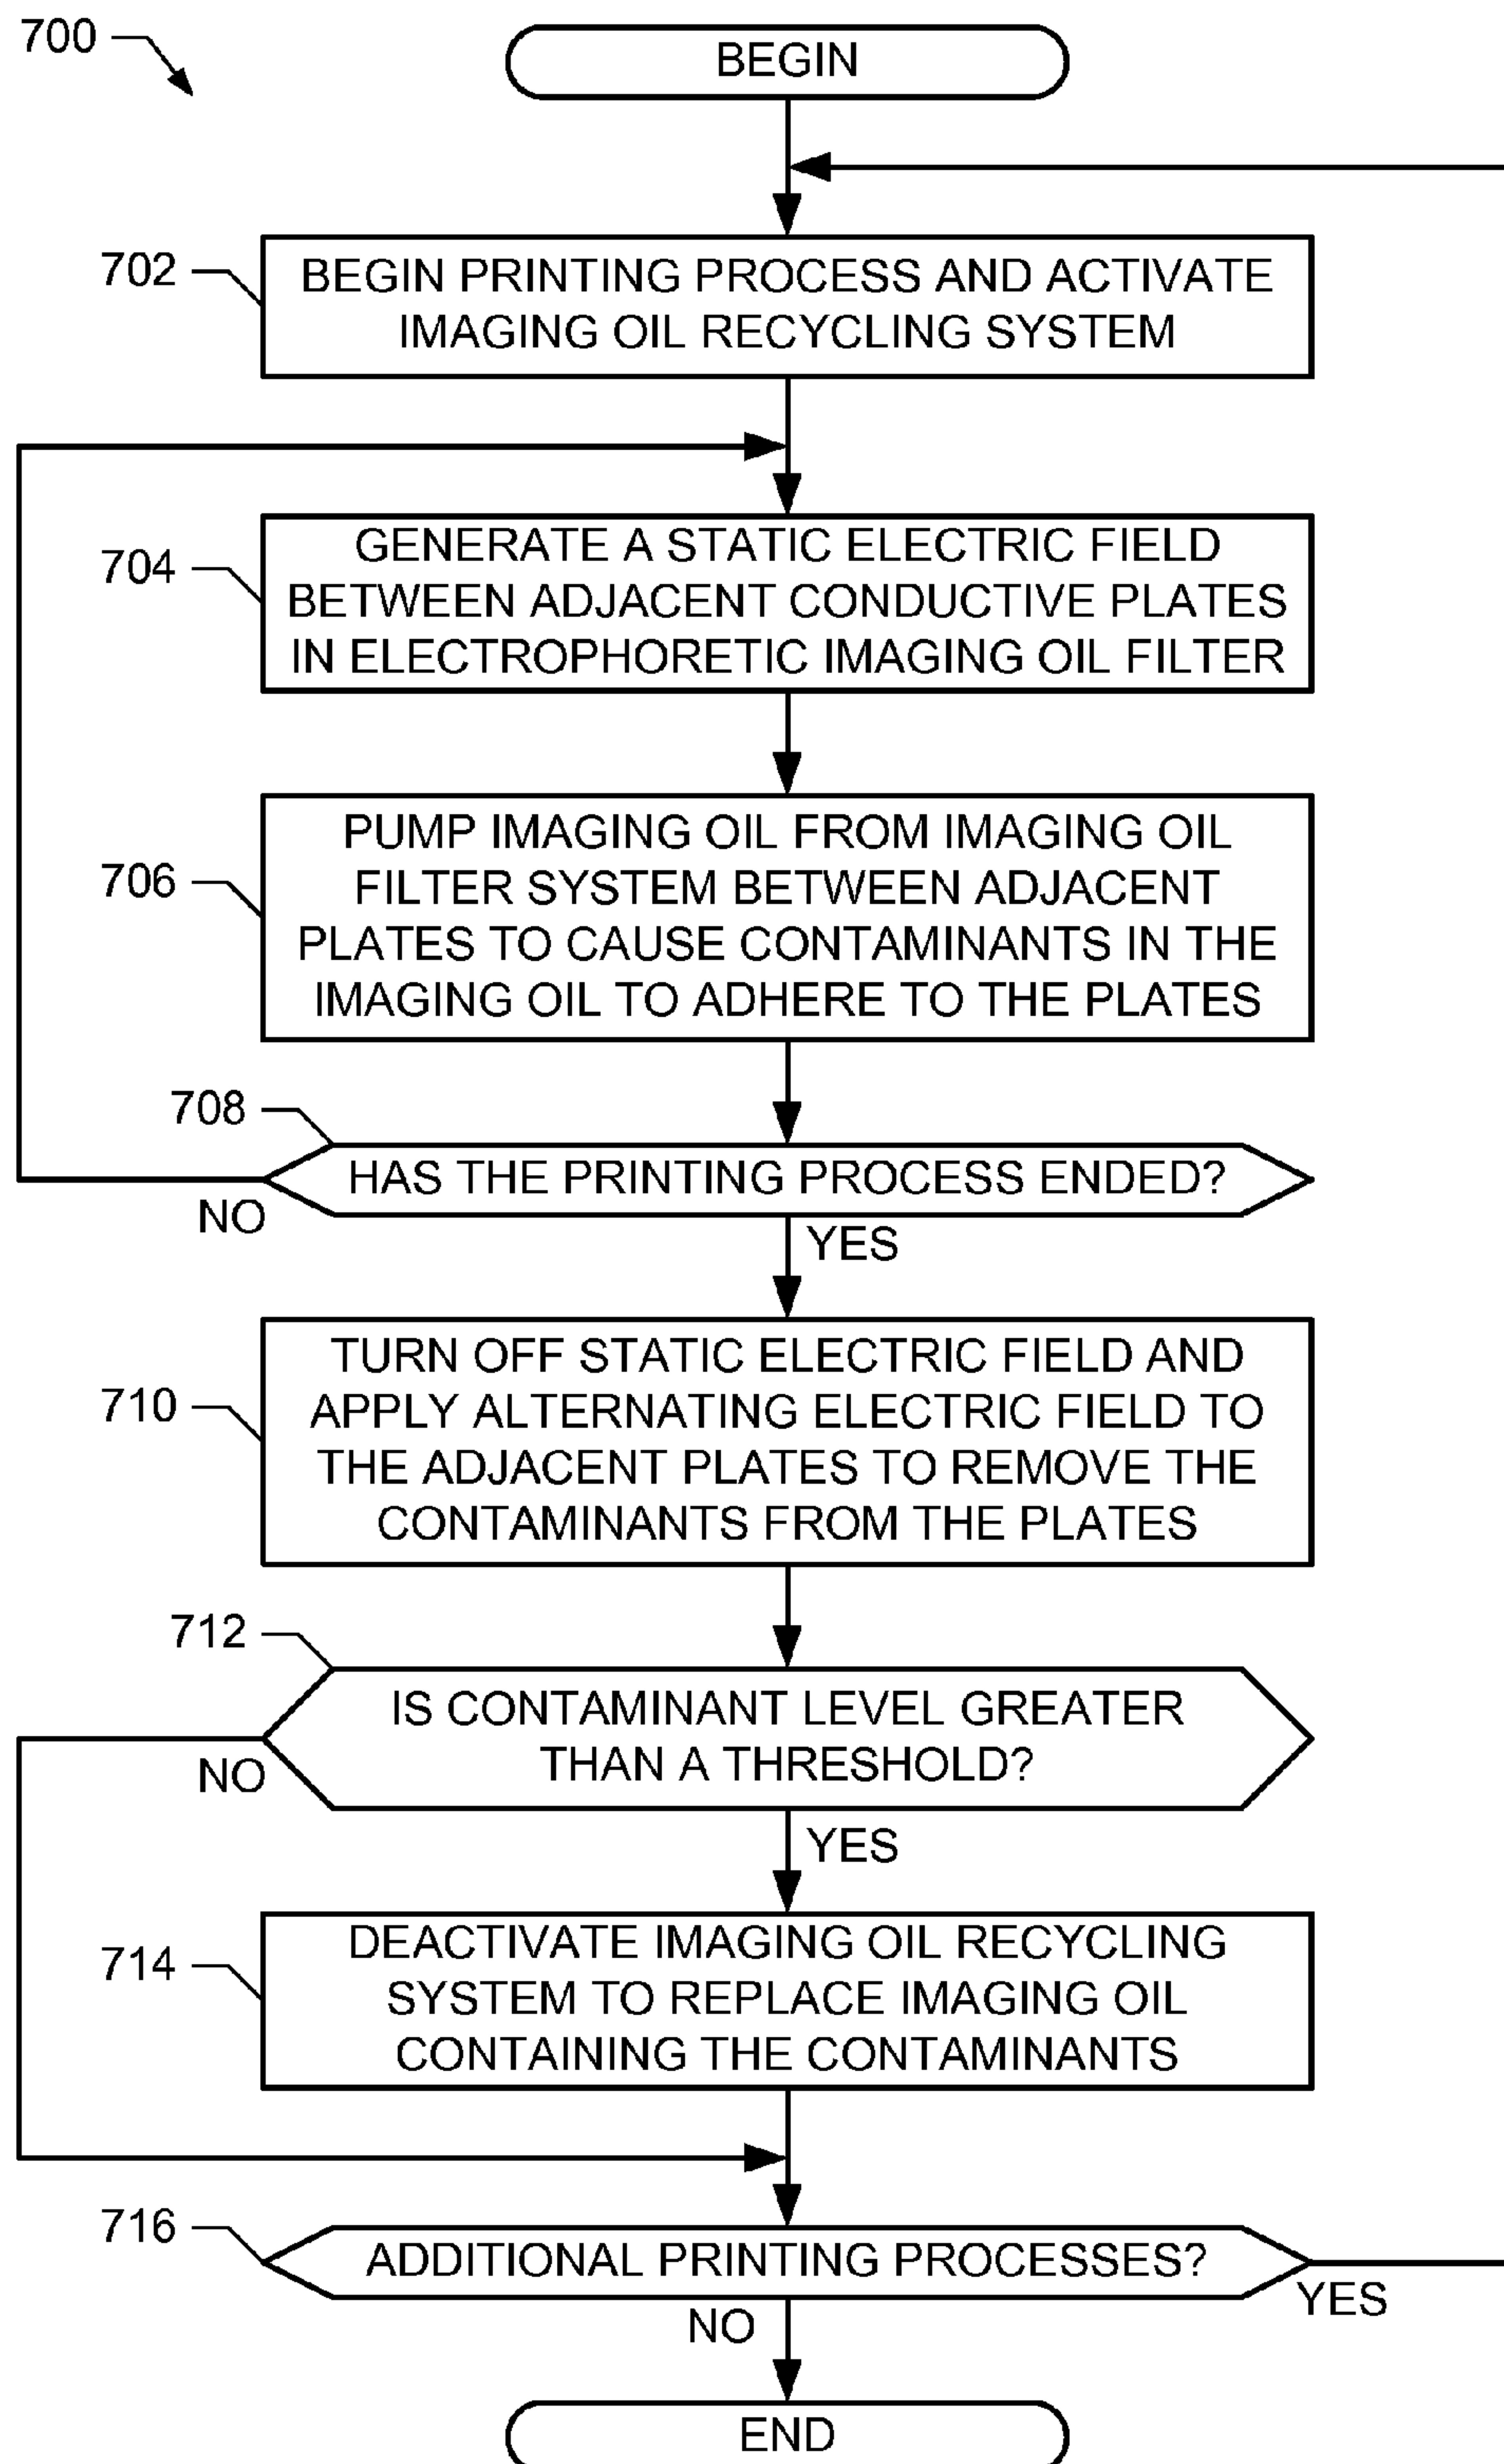 700
BEGIN
702
BEGIN PRINTING PROCESS AND ACTIVATE
IMAGING OIL RECYCLING SYSTEM
704
GENERATE A STATIC ELECTRIC FIELD
BETWEEN ADJACENT CONDUCTIVE PLATES
IN ELECTROPHORETIC IMAGING OIL FILTER
706
PUMP IMAGING OIL FROM IMAGING OIL
FILTER SYSTEM BETWEEN ADJACENT
PLATES TO CAUSE CONTAMINANTS IN THE
IMAGING OIL TO ADHERE TO THE PLATES
708
HAS THE PRINTING PROCESS ENDED?
NO
YES
710
TURN OFF STATIC ELECTRIC FIELD AND
APPLY ALTERNATING ELECTRIC FIELD TO
THE ADJACENT PLATES TO REMOVE THE
CONTAMINANTS FROM THE PLATES
712
IS CONTAMINANT LEVEL GREATER
THAN A THRESHOLD?
NO
YES
714
DEACTIVATE IMAGING OIL RECYCLING
SYSTEM TO REPLACE IMAGING OIL
CONTAINING THE CONTAMINANTS
716
ADDITIONAL PRINTING PROCESSES?
YES
NO
END